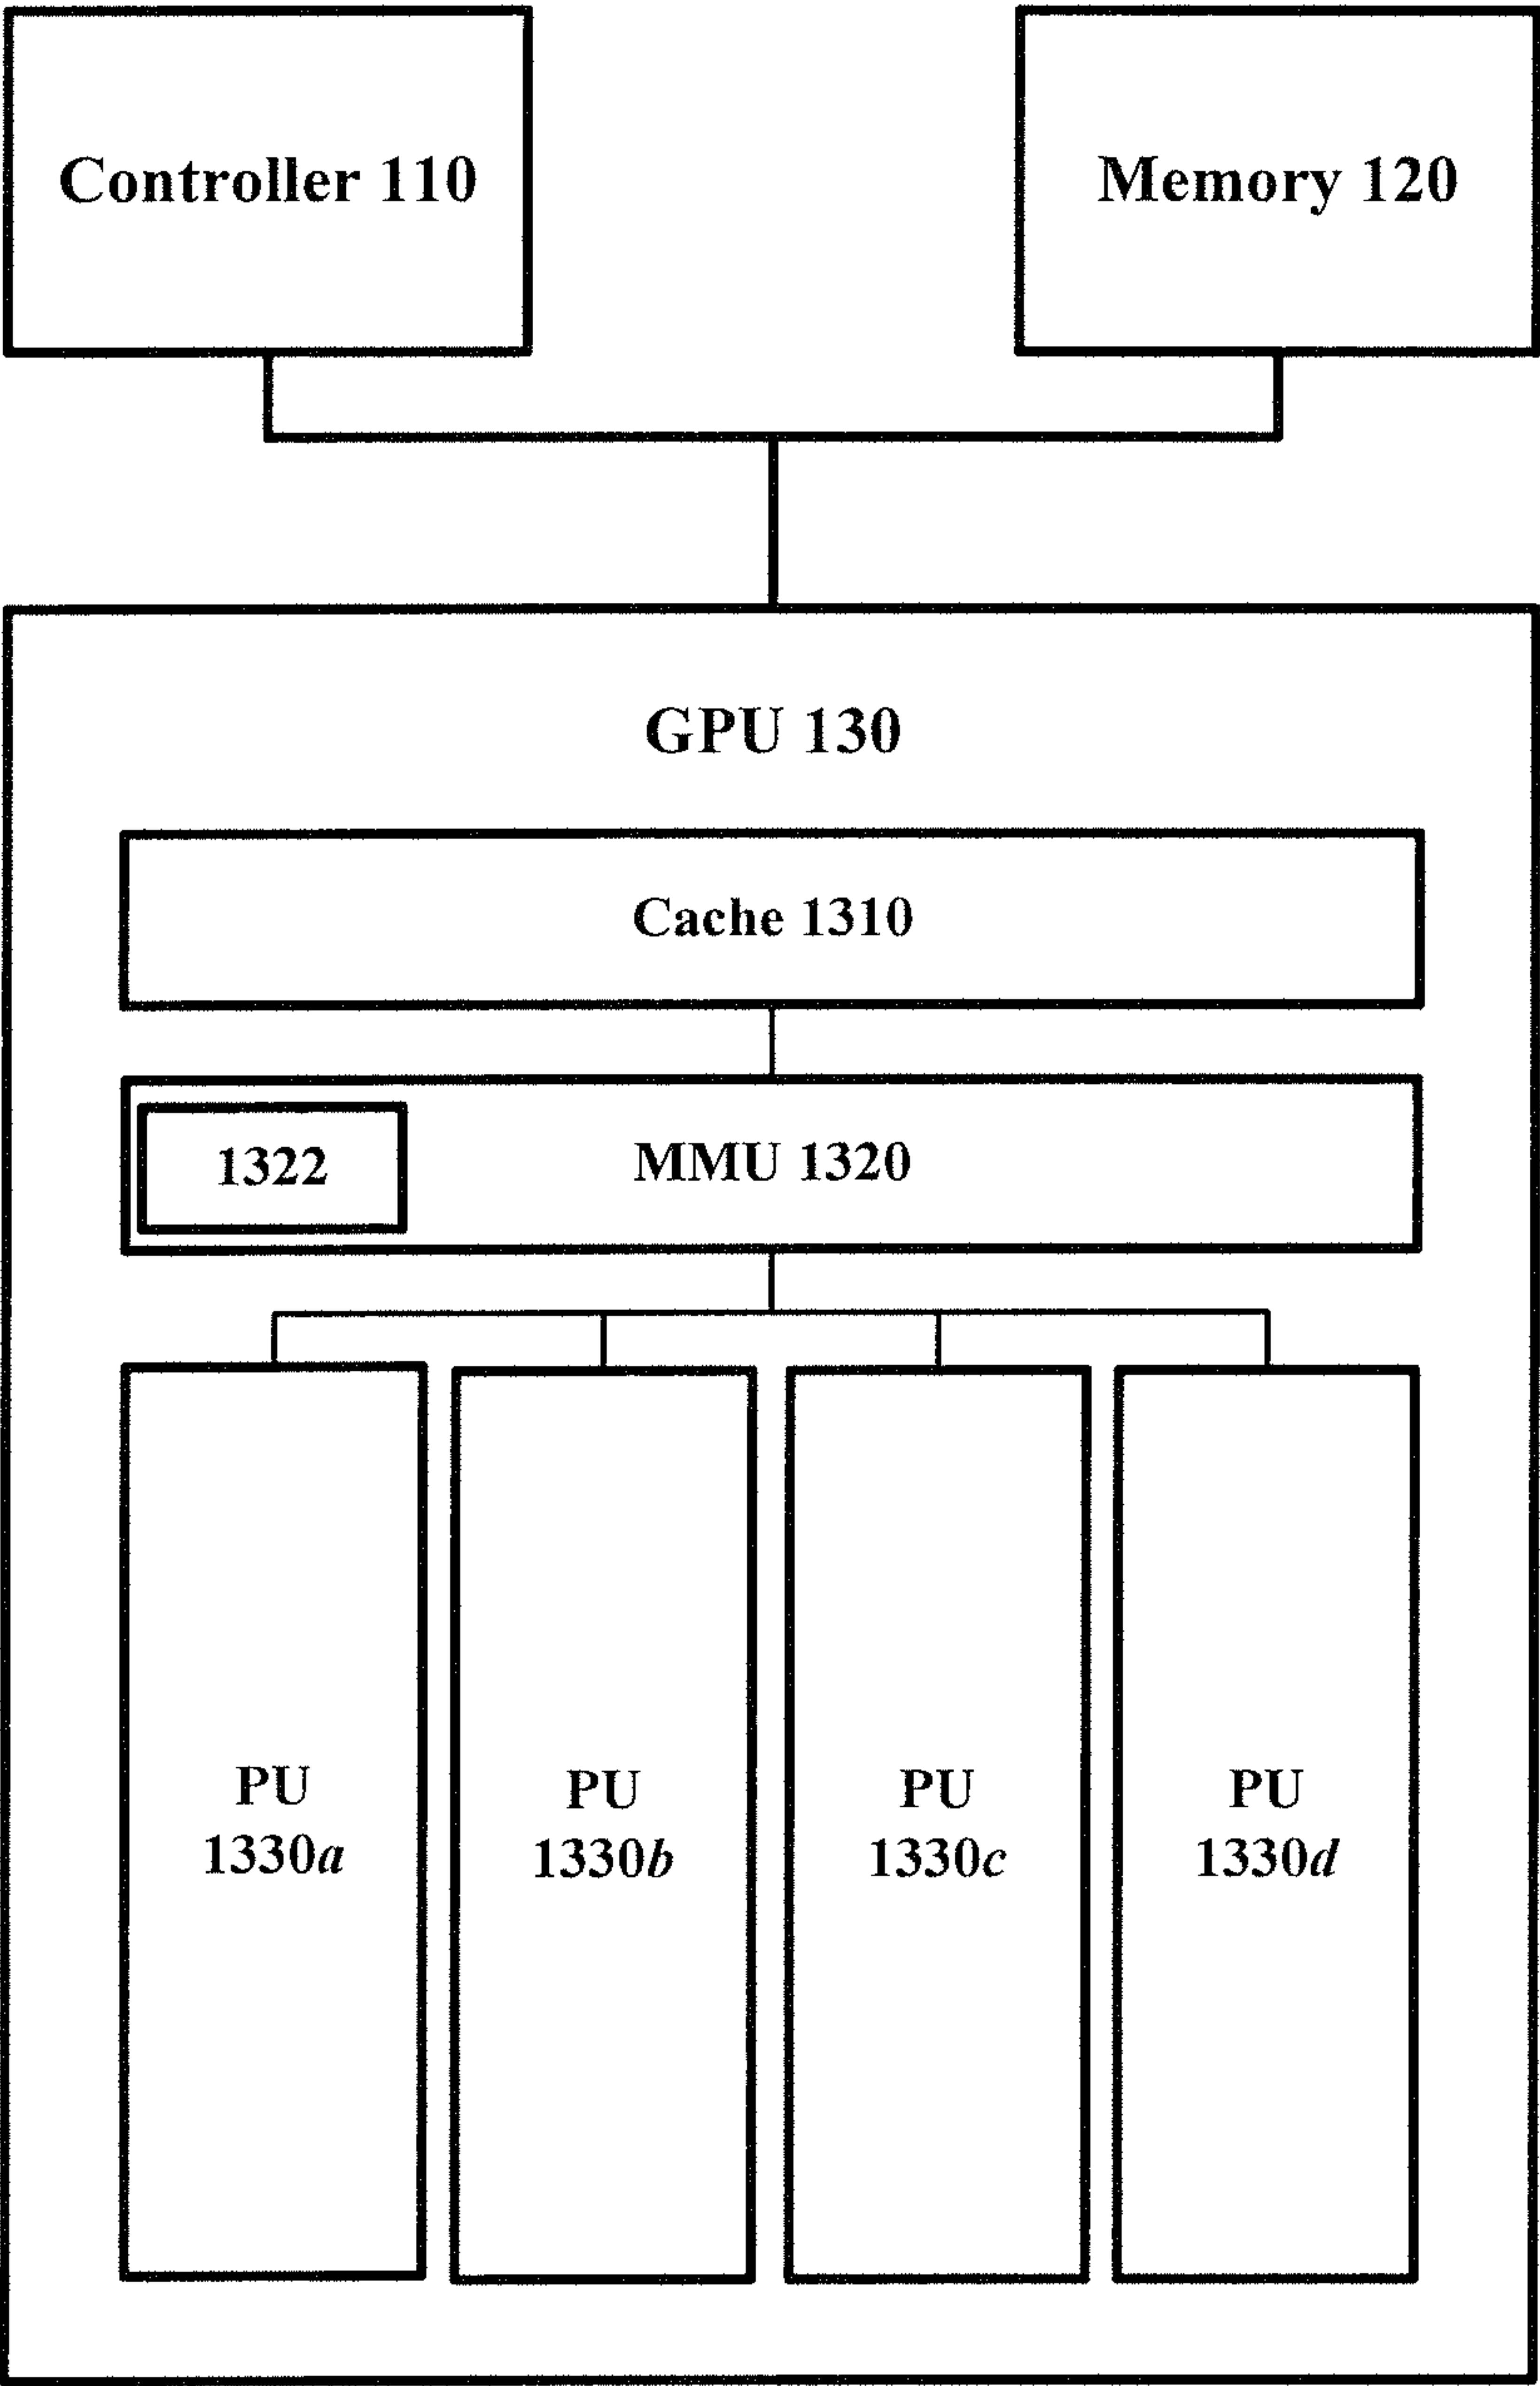 Controller 110
Memory 120
GPU 130
Cache 1310
1322
MMU 1320
PU
1330a
PU
1330b
PU
1330c
PU
1330d